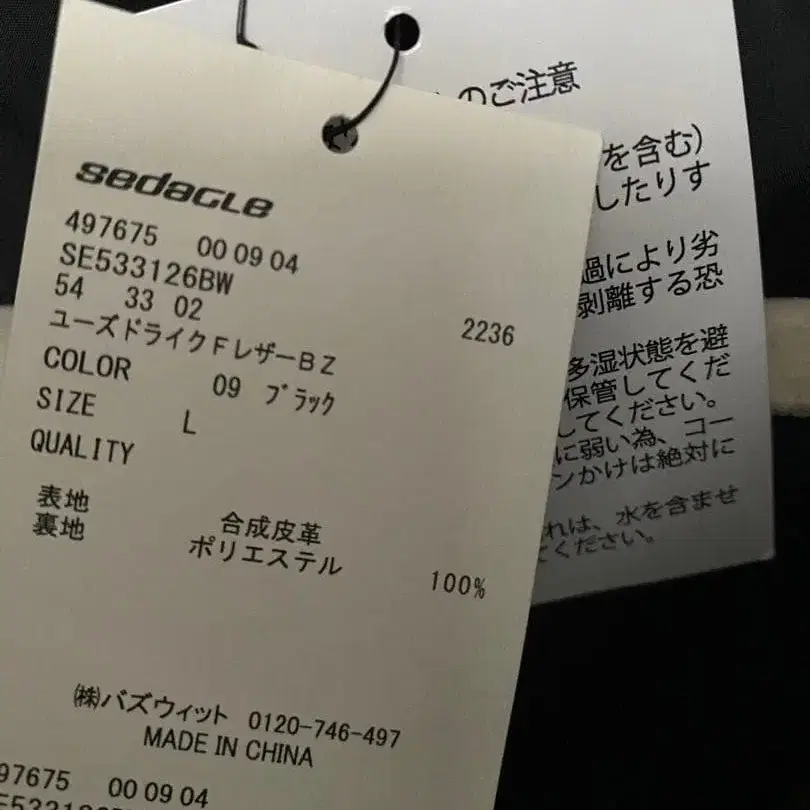 sedaGLe
497675 00 09 04
SE533126BW
54 33 02
2236
ユーズドライクFレザーBZ
COLOR 09 ブラック
SIZE L
QUALITY
表地 合成皮革
裏地 ポリエステル 100%
㈱バズウィット 0120-746-497
MADE IN CHINA
497675 00 09 04
のご注意
を含む)
したりす
過により劣
剥離する恐
多湿状態を避
保管してくだ
してください。
に弱い為、コー
ンかけは絶対に
れは、水を含ませ
ください。